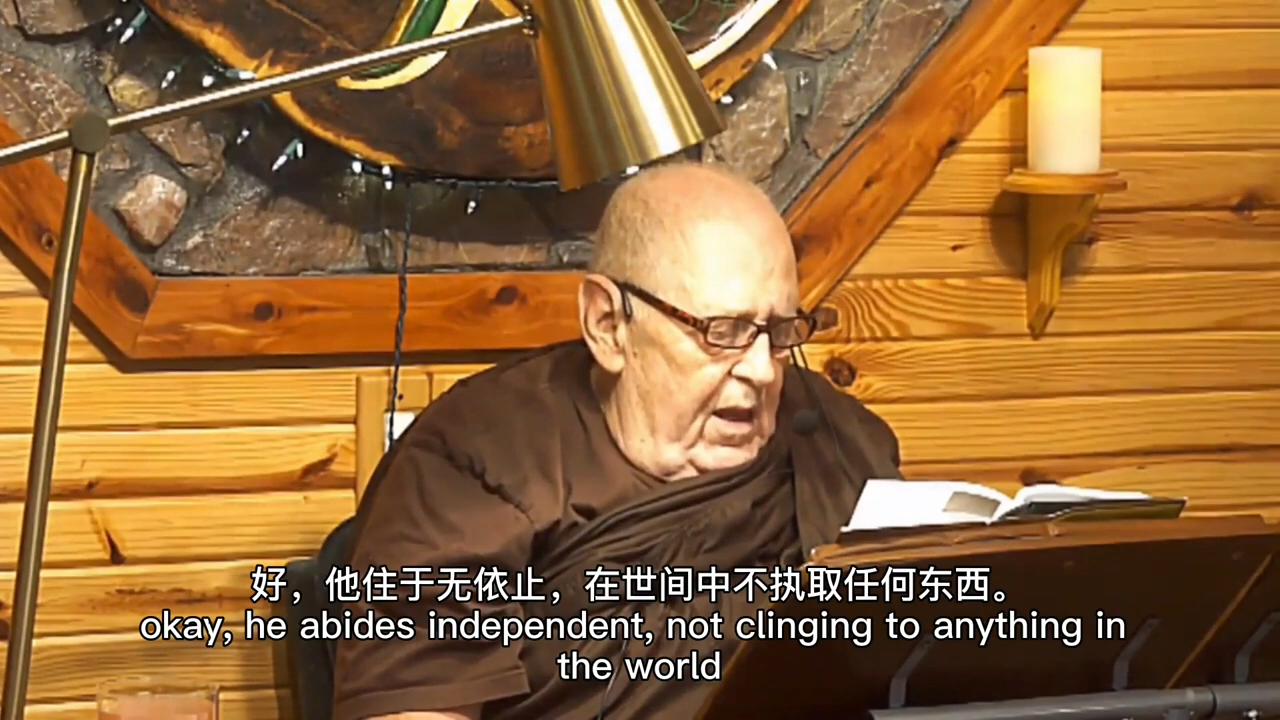 好，他住于无依止，在世间中不执取任何东西。
okay, he abides independent, not clinging to anything in
the world